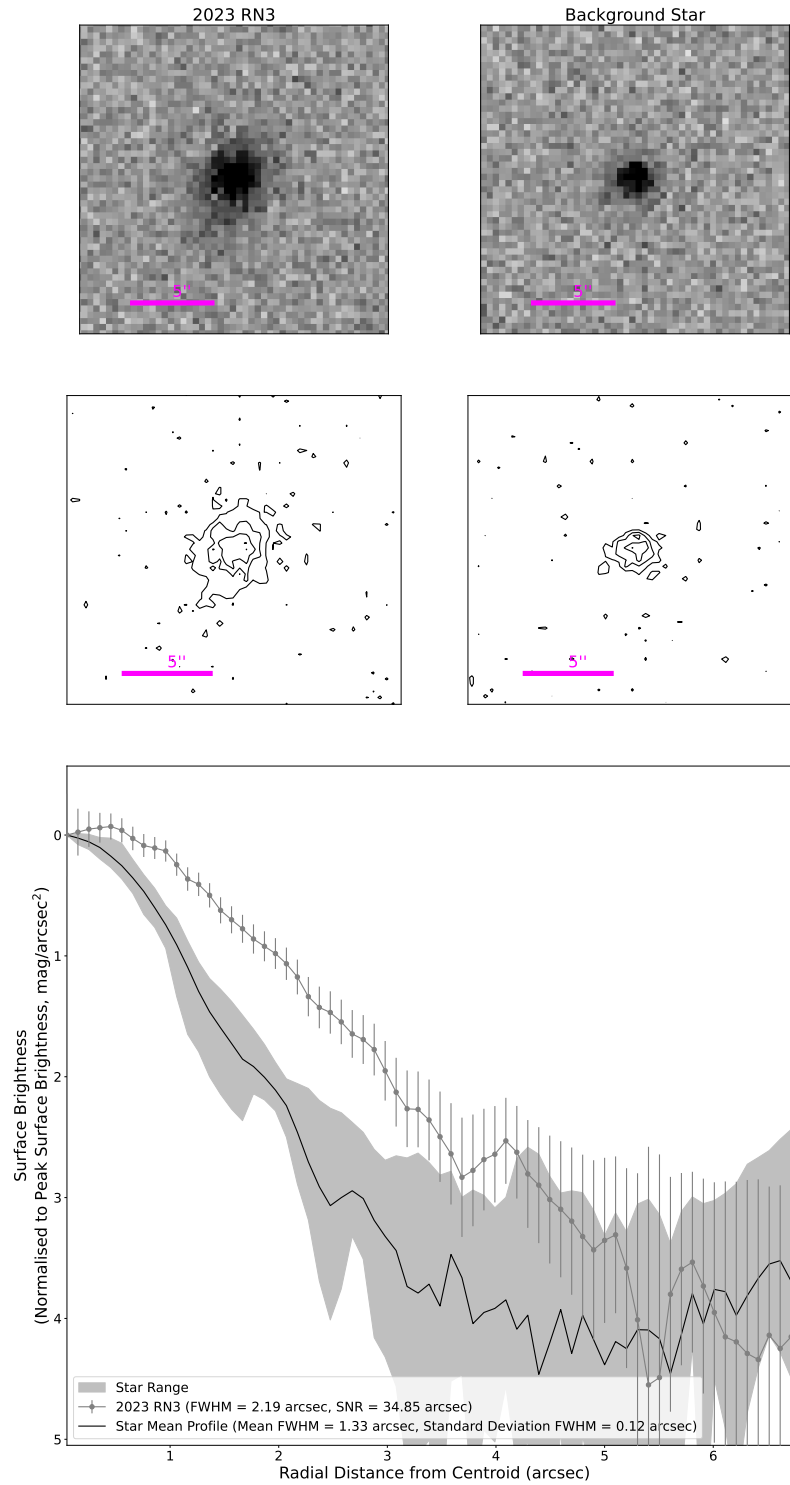 2023 RN3
Background Star
5"
5"
5''
5''
Surface Brightness
(Normalised to Peak Surface Brightness, mag/arcsec²)
0
1
2
3
4
5
Star Range
2023 RN3 (FWHM = 2.19 arcsec, SNR = 34.85 arcsec)
Star Mean Profile (Mean FWHM = 1.33 arcsec, Standard Deviation FWHM = 0.12 arcsec)
1 2 3 4 5 6
Radial Distance from Centroid (arcsec)